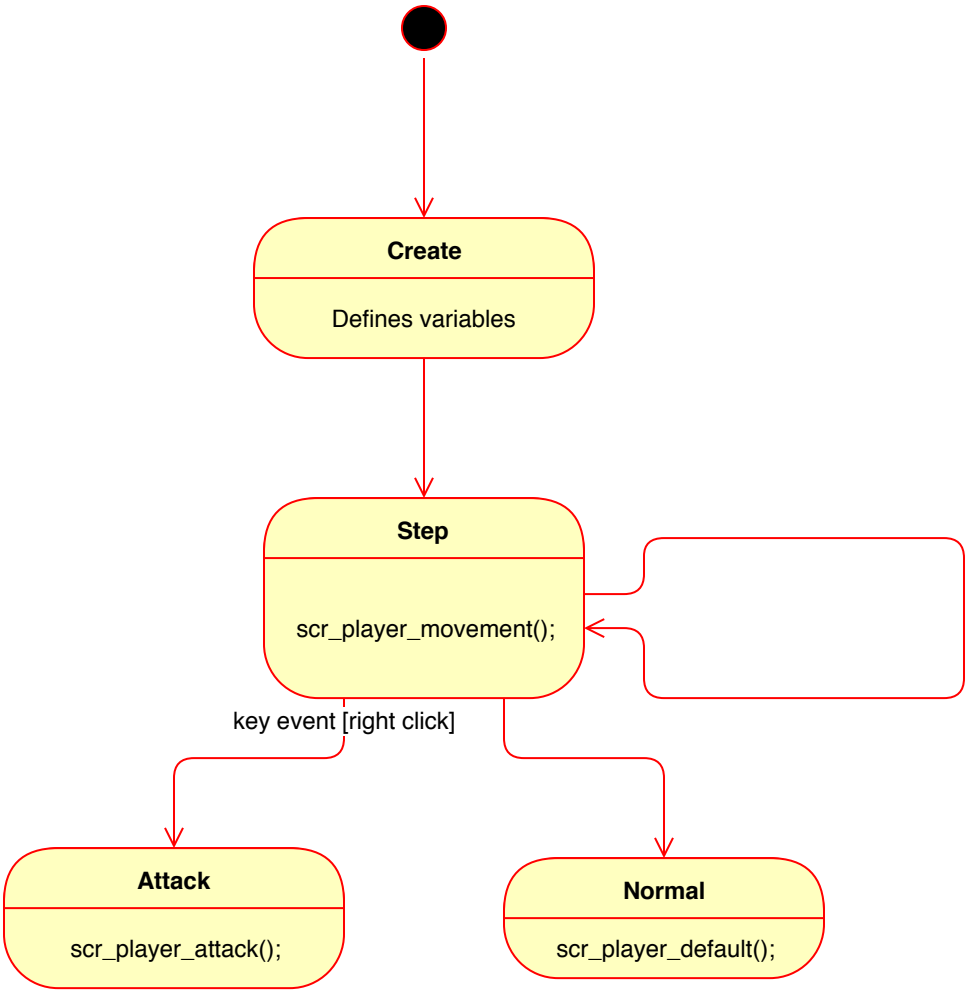 Create
Defines variables
Step
scr_player_movement();
key event [right click]
Attack
scr_player_attack();
Normal
scr_player_default();